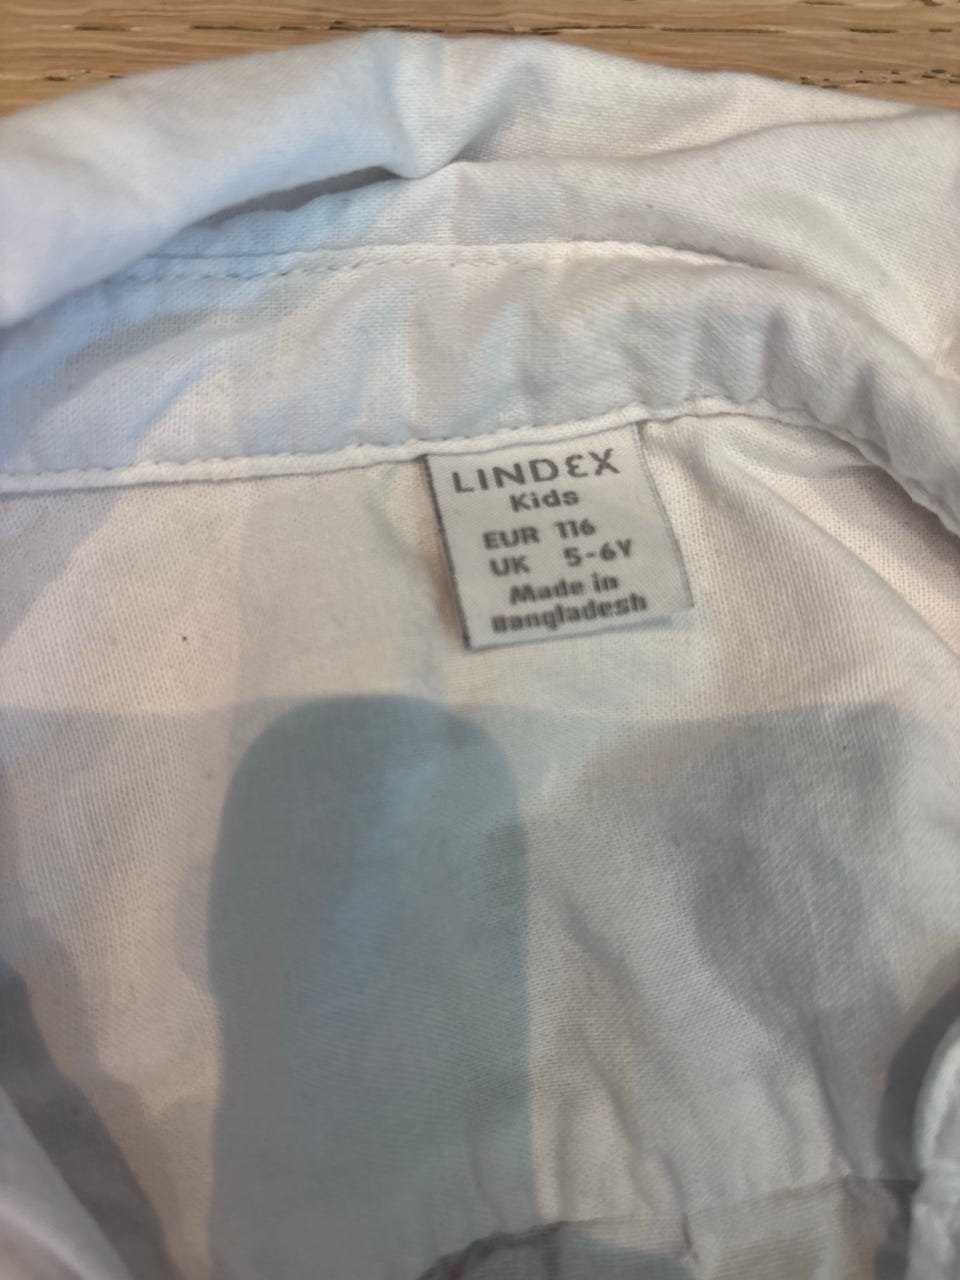 LINDEX
Kids
EUR 116
UK 5-6Y
Made in
Bangladesh